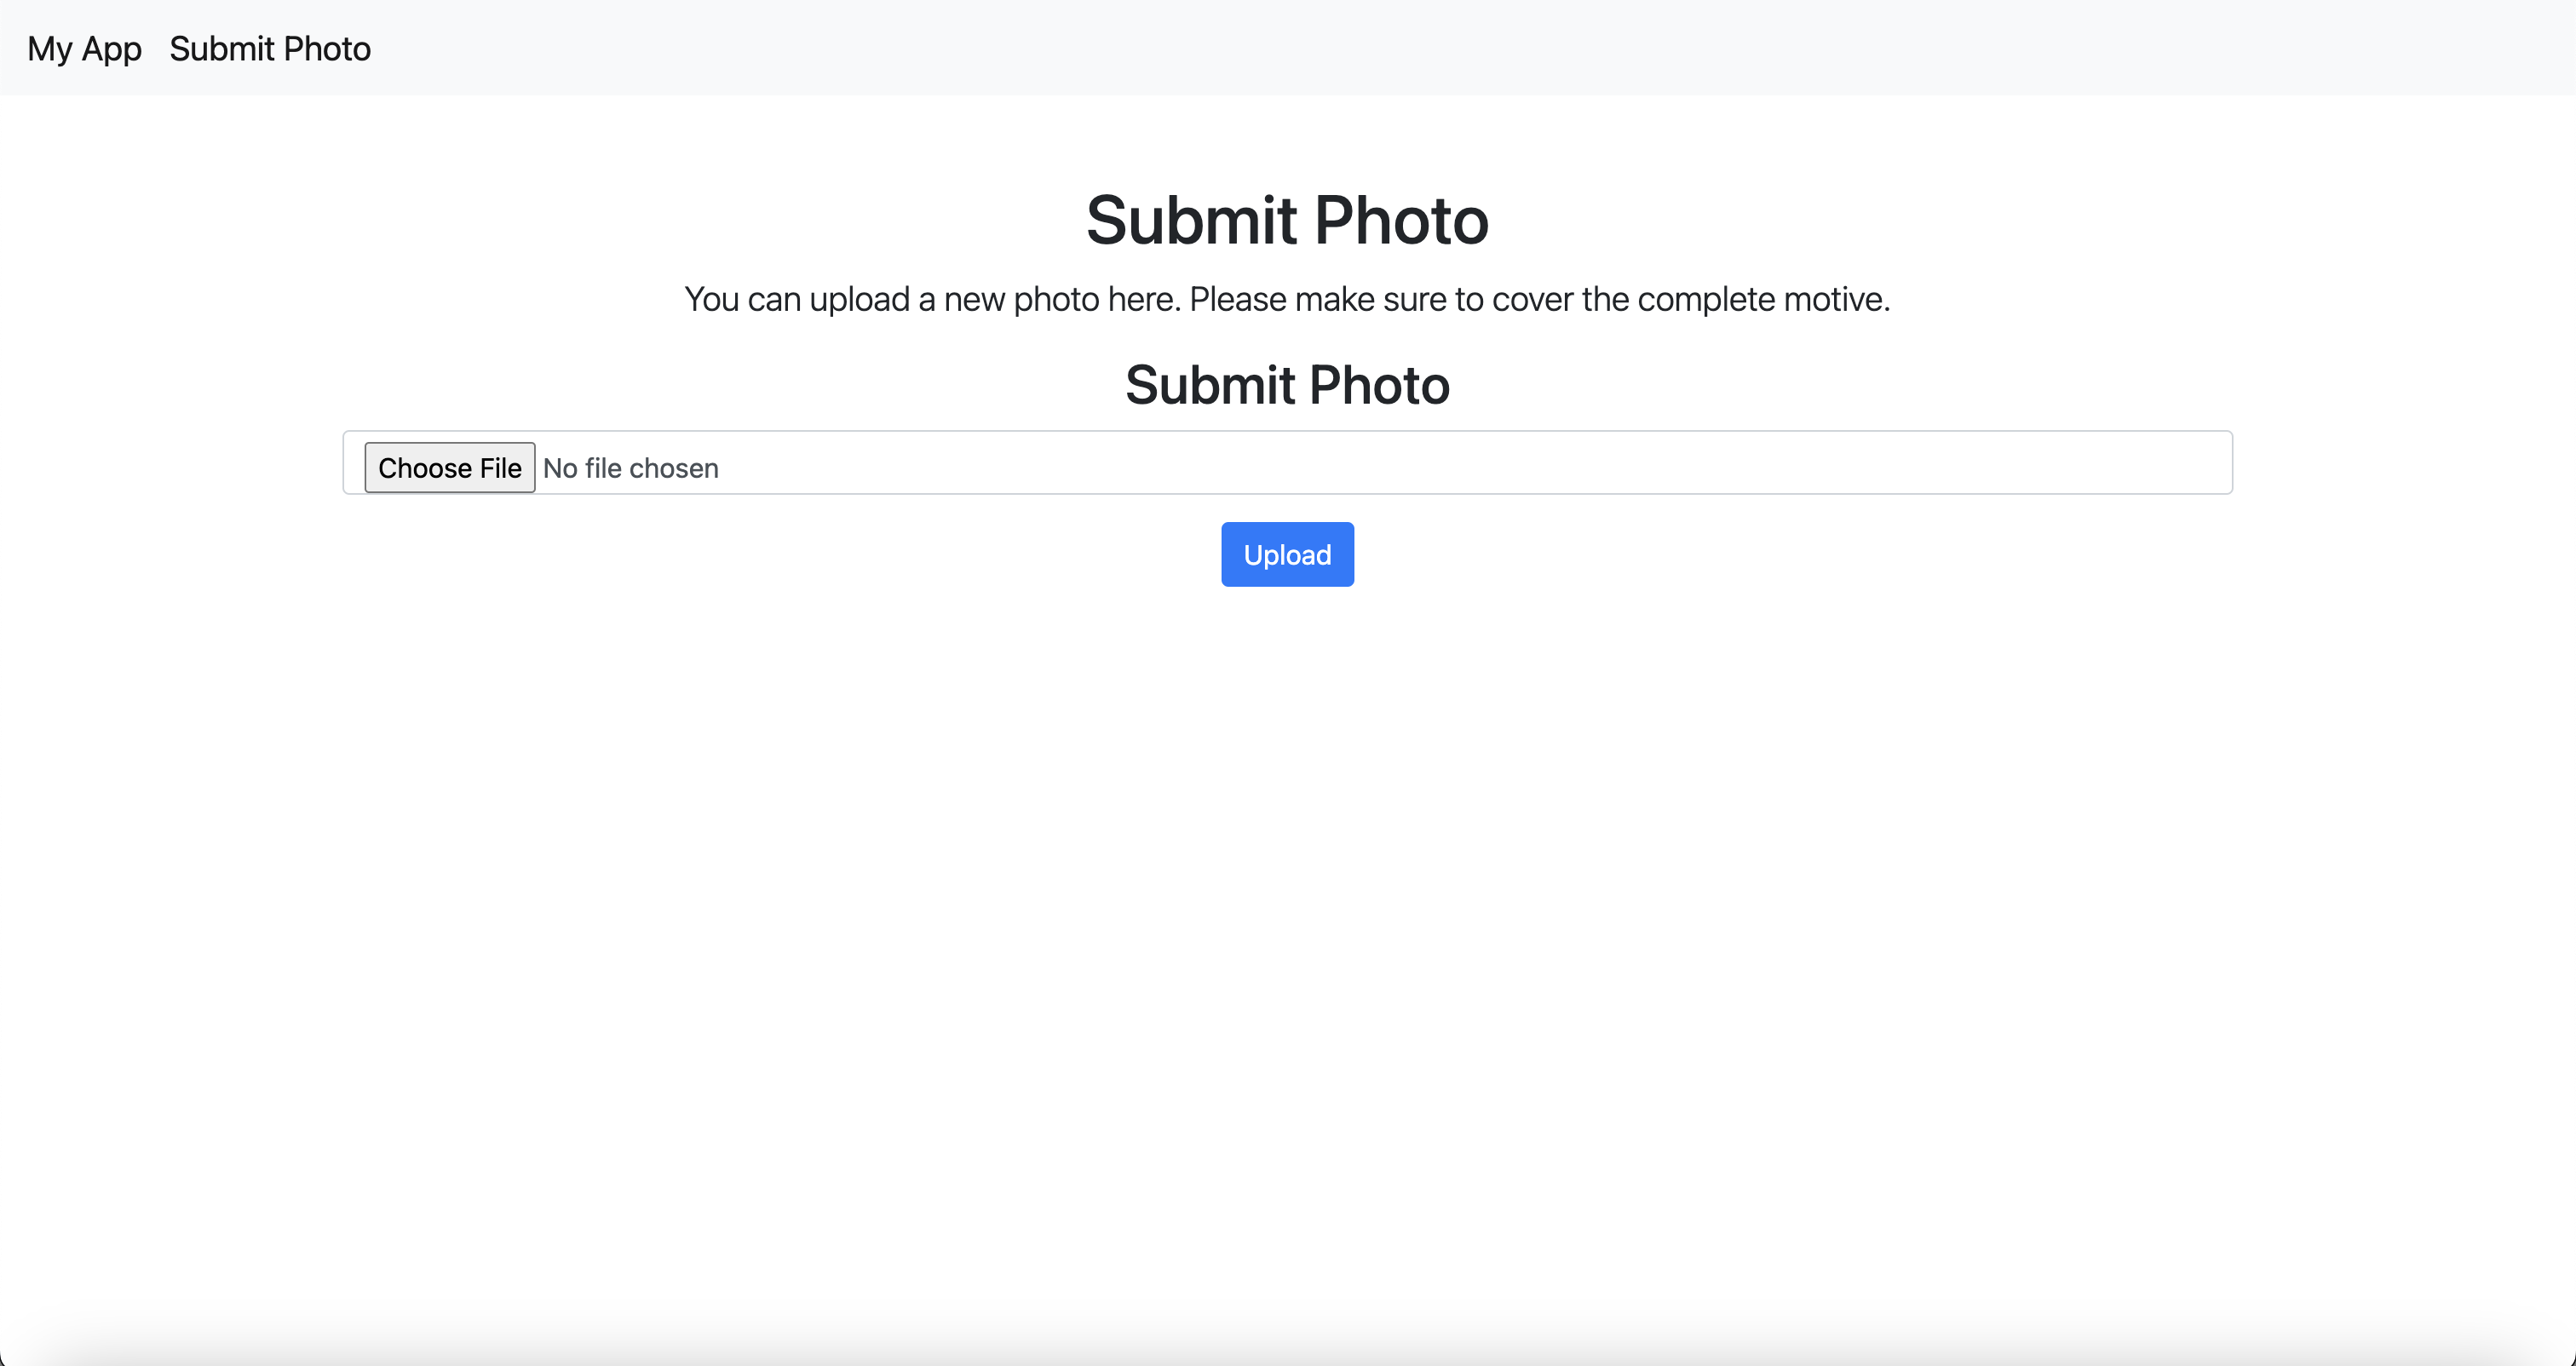 My App Submit Photo
Submit Photo
You can upload a new photo here. Please make sure to cover the complete motive.
Submit Photo
Choose File No file chosen
Upload